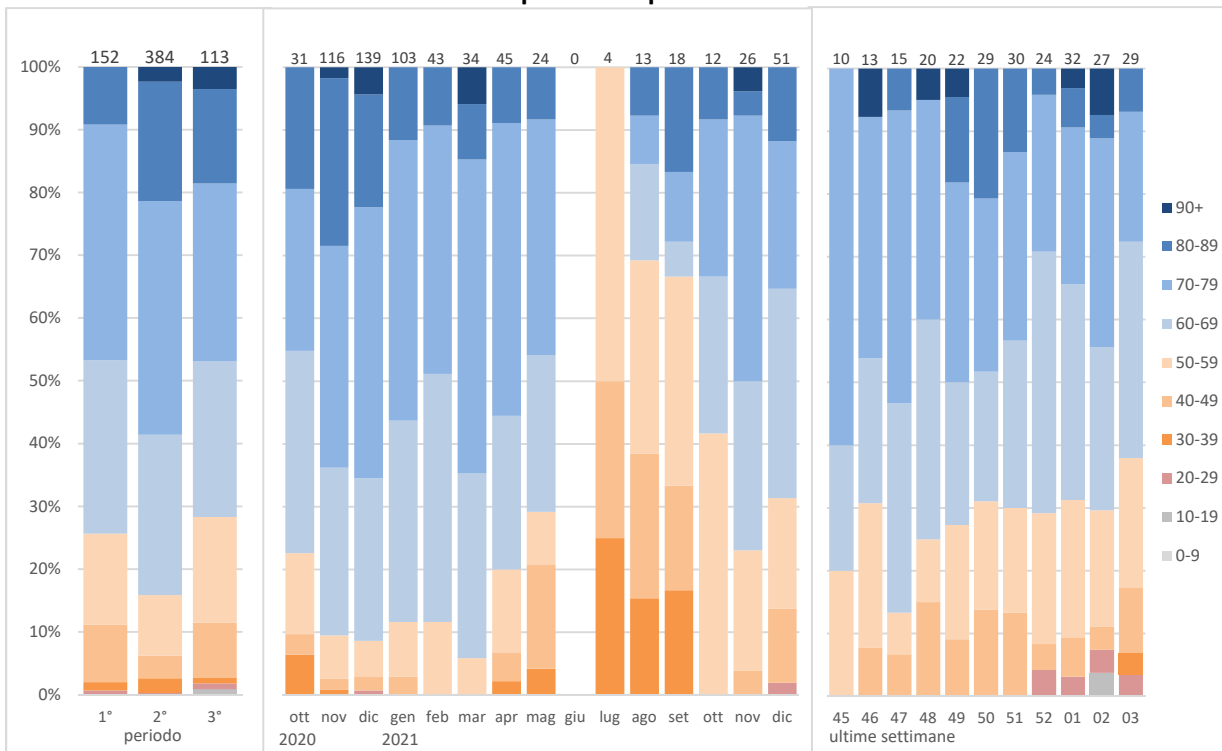 152 384 113
31 116 139 103 43 34 45 24 0 4 13 18 12 26 51
10 13 15 20 22 29 30 24 32 27 29
100%
90%
80%
70%
60%
50%
40%
30%
20%
10%
0%
1° 2° 3°
periodo
ott nov dic gen feb mar apr mag giu lug ago set ott nov dic
2020 2021
45 46 47 48 49 50 51 52 01 02 03
ultime settimane
90+
80-89
70-79
60-69
50-59
40-49
30-39
20-29
10-19
0-9